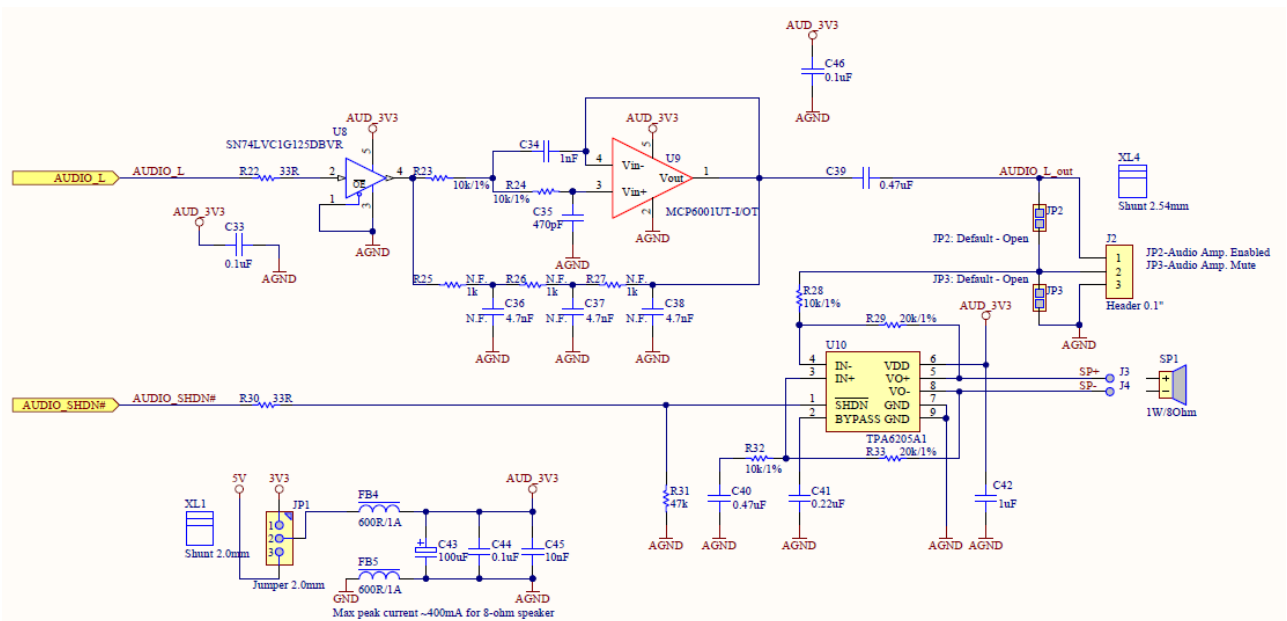 AUD_3V3
C46
0.1uF
AGND
U8
SN74LVC1G125DBVR
AUD_3V3
5
AUDIO_L
AUDIO_L
R22
33R
2
OE
4
1
3
AGND
AUD_3V3
C33
0.1uF
AGND
R23
10k/1%
C34
1nF
R24
10k/1%
C35
470pF
AGND
AUD_3V3
5
U9
4
Vin-
3
Vin+
Vout
1
2
MCP6001UT-I/OT
AGND
C39
0.47uF
AUDIO_L_out
XL4
Shunt 2.54mm
JP2
JP2: Default - Open
J2
1
2
3
JP2-Audio Amp. Enabled
JP3-Audio Amp. Mute
JP3: Default - Open
JP3
Header 0.1"
AGND
R25
N.F.
1k
R26
N.F.
1k
R27
N.F.
1k
C36
N.F.
4.7nF
C37
N.F.
4.7nF
C38
N.F.
4.7nF
AGND
AGND
AGND
R28
10k/1%
R29
20k/1%
AUD_3V3
U10
4
IN-
VDD
6
3
IN+
VO+
5
VO-
8
1
SHDN
GND
7
2
BYPASS
GND
9
TPA6205A1
SP+
J3
SP-
J4
SP1
1W/8Ohm
AUDIO_SHDN#
AUDIO_SHDN#
R30
33R
R31
47k
AGND
R32
10k/1%
R33
20k/1%
C40
0.47uF
AGND
C41
0.22uF
AGND
AGND
C42
1uF
AGND
XL1
Shunt 2.0mm
5V
3V3
JP1
1
2
3
Jumper 2.0mm
FB4
600R/1A
AUD_3V3
C43
100uF
C44
0.1uF
C45
10nF
GND
FB5
600R/1A
AGND
Max peak current ~400mA for 8-ohm speaker